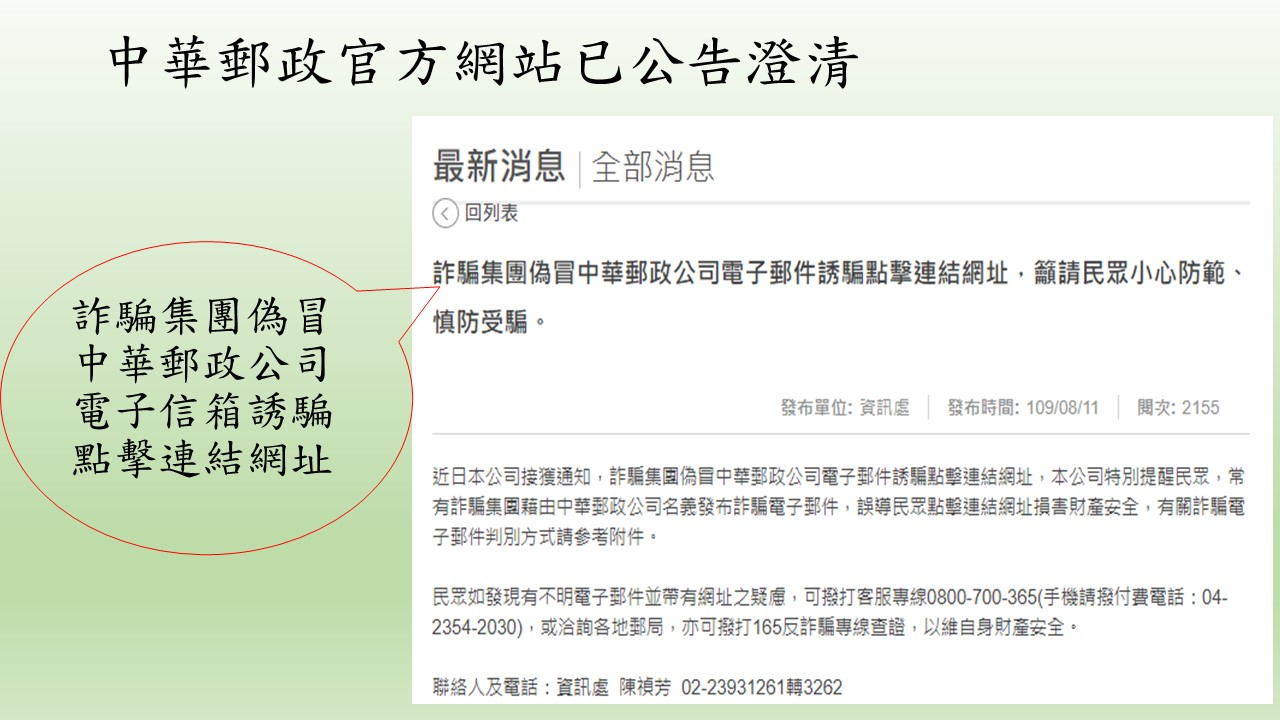 中華郵政官方網站已公告澄清
最新消息 | 全部消息
回列表
詐騙集團偽冒中華郵政公司電子郵件誘騙點擊連結網址，籲請民眾小心防範、
慎防受騙。
發布單位: 資訊處 | 發布時間: 109/08/11 | 閱次: 2155
近日本公司接獲通知，詐騙集團偽冒中華郵政公司電子郵件誘騙點擊連結網址，本公司特別提醒民眾，常
有詐騙集團藉由中華郵政公司名義發布詐騙電子郵件，誤導民眾點擊連結網址損害財產安全，有關詐騙電
子郵件判別方式請參考附件。
民眾如發現有不明電子郵件並帶有網址之疑慮，可撥打客服專線0800-700-365(手機請撥付費電話：04-
2354-2030)，或洽詢各地郵局，亦可撥打165反詐騙專線查證，以維自身財產安全。
聯絡人及電話：資訊處 陳禎芳 02-23931261轉3262
詐騙集團偽冒
中華郵政公司
電子信箱誘騙
點擊連結網址